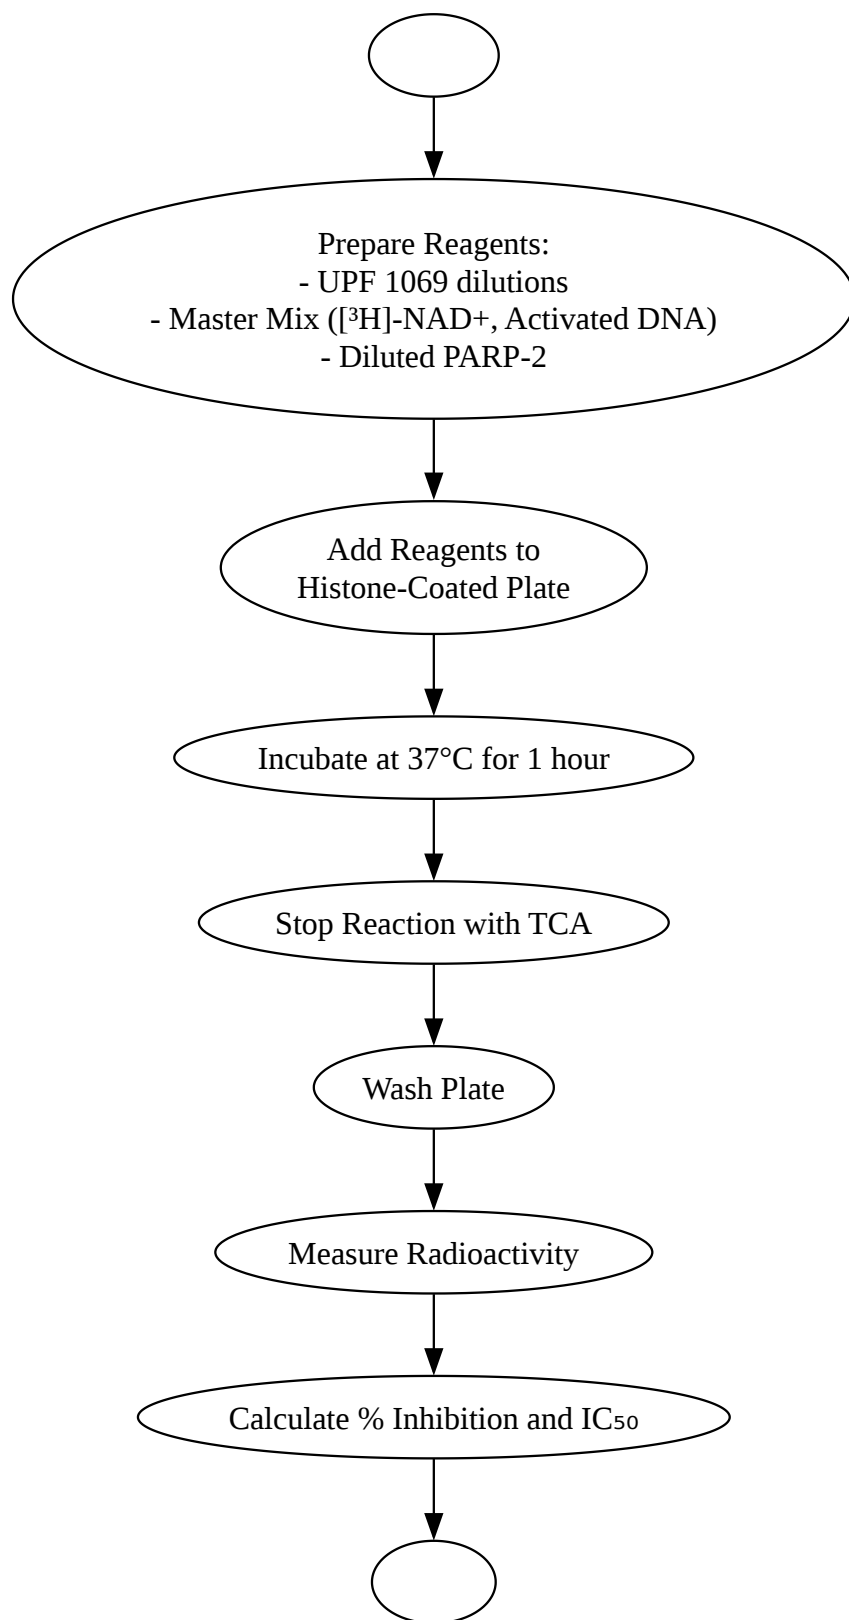 Prepare Reagents:
- UPF 1069 dilutions
- Master Mix ([³H]-NAD+, Activated DNA)
- Diluted PARP-2
Add Reagents to
Histone-Coated Plate
Incubate at 37°C for 1 hour
Stop Reaction with TCA
Wash Plate
Measure Radioactivity
Calculate % Inhibition and IC₅₀